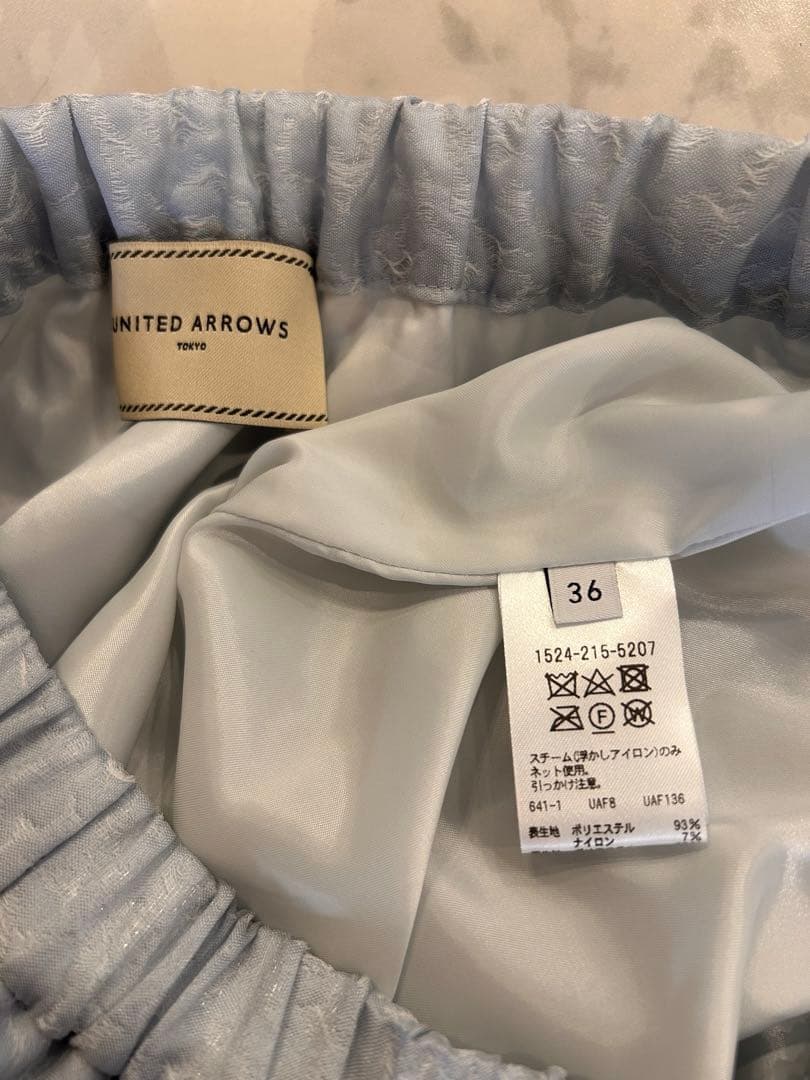 UNITED ARROWS
TOKYO
36
1524-215-5207
F
W
スチーム(浮かしアイロン)のみ
ネット使用。
引っかけ注意。
641-1 UAF8 UAF136
表生地 ポリエステル 93%
ナイロン 7%